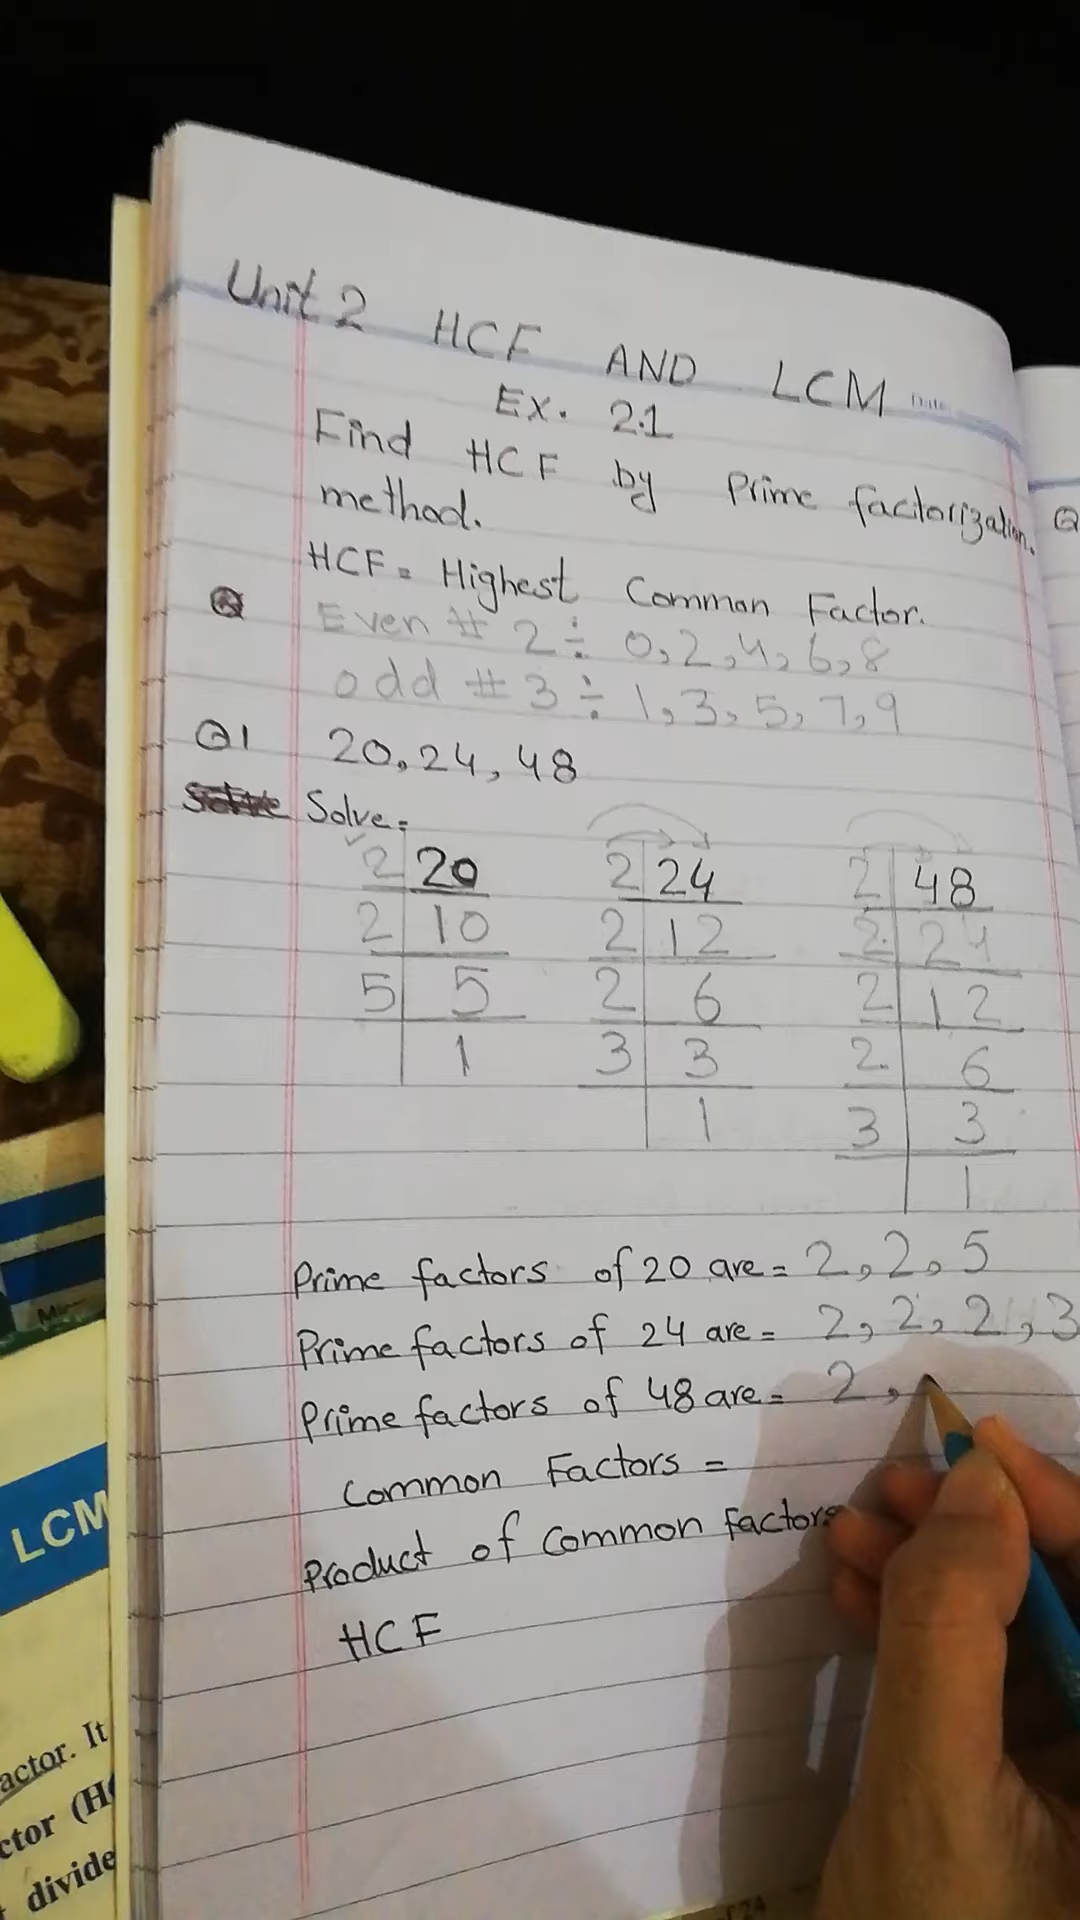 Unit 2 HCF AND LCM
Date
Ex. 2.1
Find HCF by Prime factorization.
method.
HCF = Highest Common Factor.
Q
Even # 2 ÷ 0,2,4,6,8
odd # 3 ÷ 1,3,5,7,9
Q1 20,24,48
Solve=
2 20 2 24 2 48
2 10 2 12 2 24
5 5 2 6 2 12
1 3 3 2 6
1 3 3
1
Prime factors of 20 are= 2,2,5
Prime factors of 24 are= 2,2,2,3
Prime factors of 48 are= 2,
Common Factors =
Product of common factors
HCF
Q
LCM
actor. It
ctor (H
divide